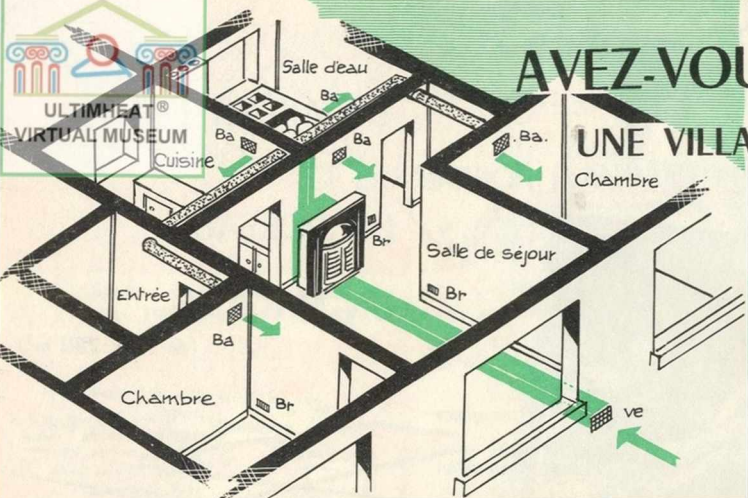 ULTIMHEAT®
VIRTUAL MUSEUM
AVEZ-VOU
UNE VILLA
Salle d'eau
Ba
Ba
Cuisine
Ba
.Ba.
Chambre
Br
Salle de séjour
Br
Entrée
Ba
Chambre
Br
ve